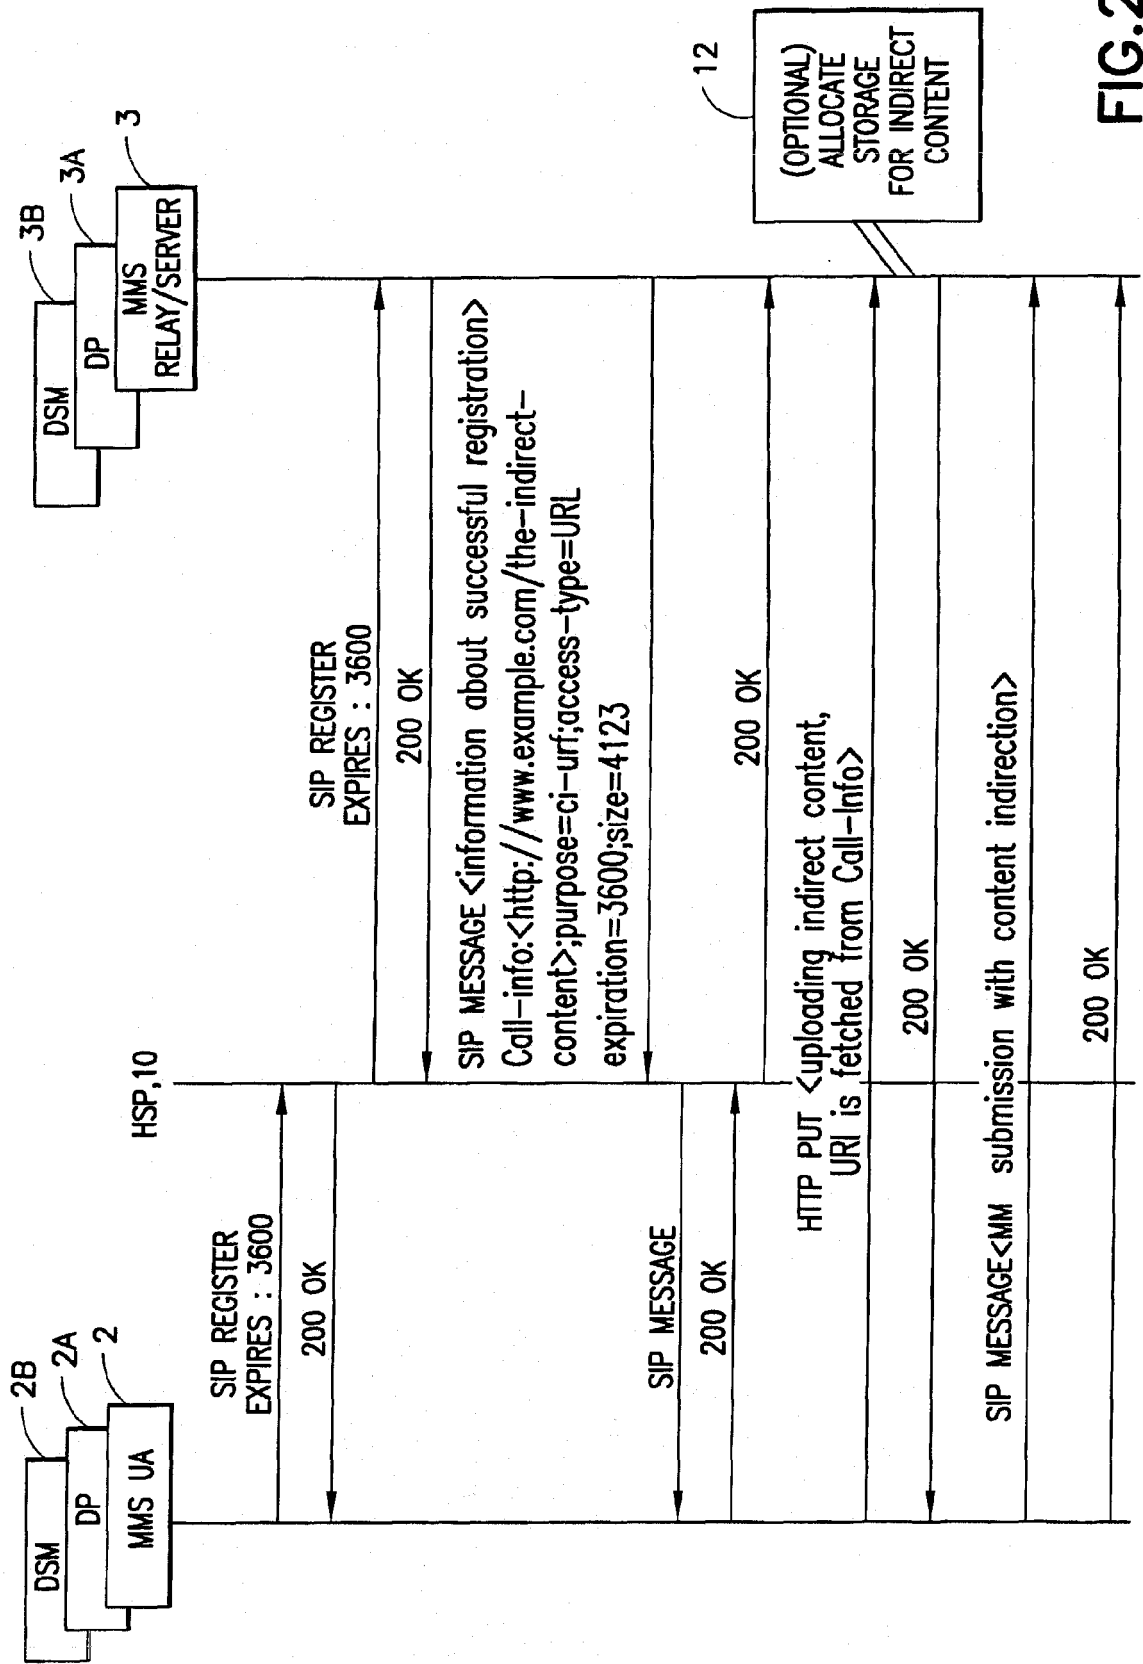 DSM
2B
DP
2A
MMS UA
2
HSP,10
DSM
3B
DP
3A
MMS
RELAY/SERVER
3
SIP REGISTER
EXPIRES : 3600
200 OK
SIP REGISTER
EXPIRES : 3600
200 OK
SIP MESSAGE <information about successful registration>
Call-info:<http://www.example.com/the-indirect-
content>;purpose=ci-urf;access-type=URL
expiration=3600;size=4123
SIP MESSAGE
200 OK
200 OK
HTTP PUT <uploading indirect content,
URI is fetched from Call-Info>
12
(OPTIONAL)
ALLOCATE
STORAGE
FOR INDIRECT
CONTENT
200 OK
SIP MESSAGE<MM submission with content indirection>
200 OK
FIG.2